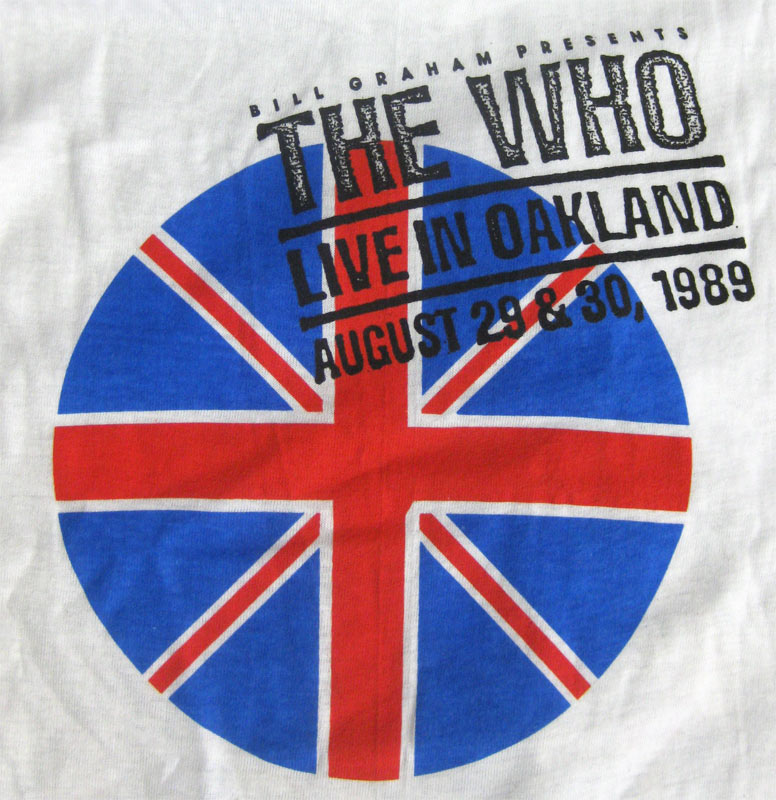 BILL GRAHAM PRESENTS
THE WHO
LIVE IN OAKLAND
AUGUST 29 & 30, 1989